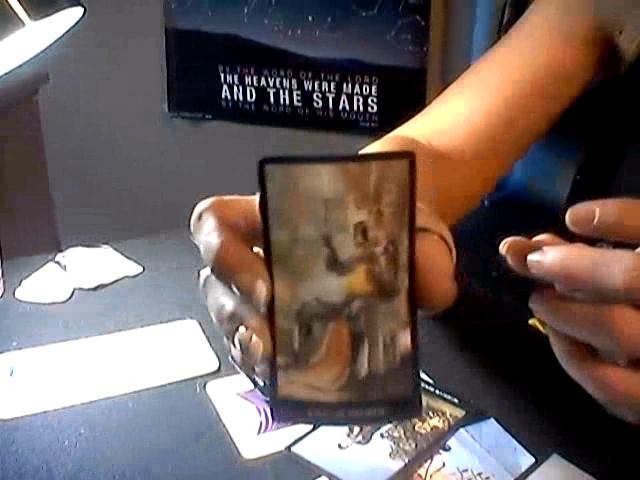 BY THE WORD OF THE LORD
THE HEAVENS WERE MADE
AND THE STARS
BY THE WORD OF HIS MOUTH